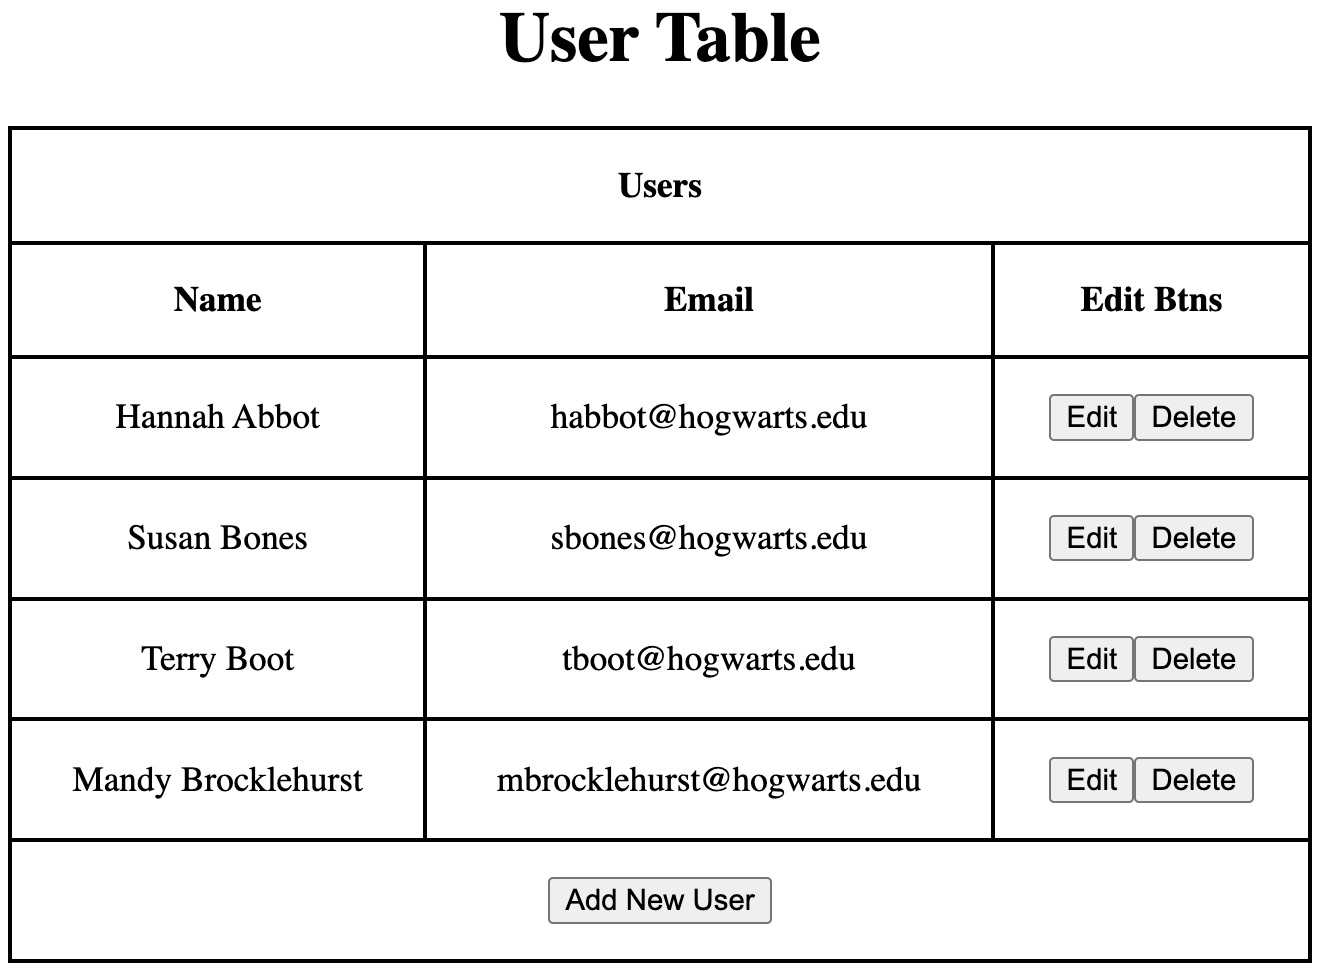 User Table
Users
Name Email Edit Btns
Hannah Abbot habbot@hogwarts.edu Edit Delete
Susan Bones sbones@hogwarts.edu Edit Delete
Terry Boot tboot@hogwarts.edu Edit Delete
Mandy Brocklehurst mbrocklehurst@hogwarts.edu Edit Delete
Add New User